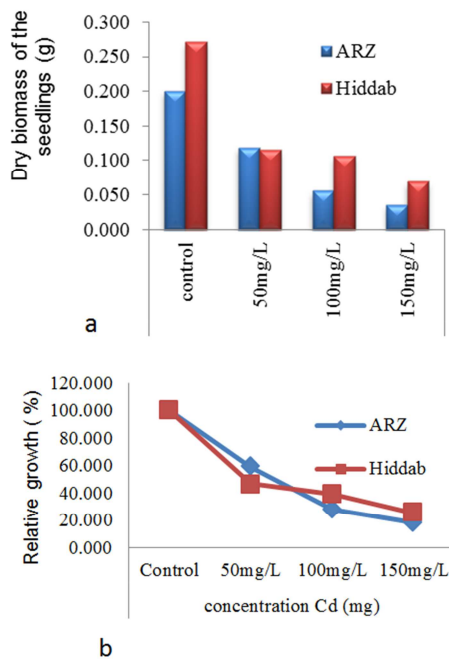 Dry biomass of the
seedlings (g)
0.300
0.250
0.200
0.150
0.100
0.050
0.000
ARZ
Hiddab
control
50mg/L
100mg/L
150mg/L
a
Relative growth ( %)
120.000
100.000
80.000
60.000
40.000
20.000
0.000
ARZ
Hiddab
Control
50mg/L
100mg/L
150mg/L
concentration Cd (mg)
b